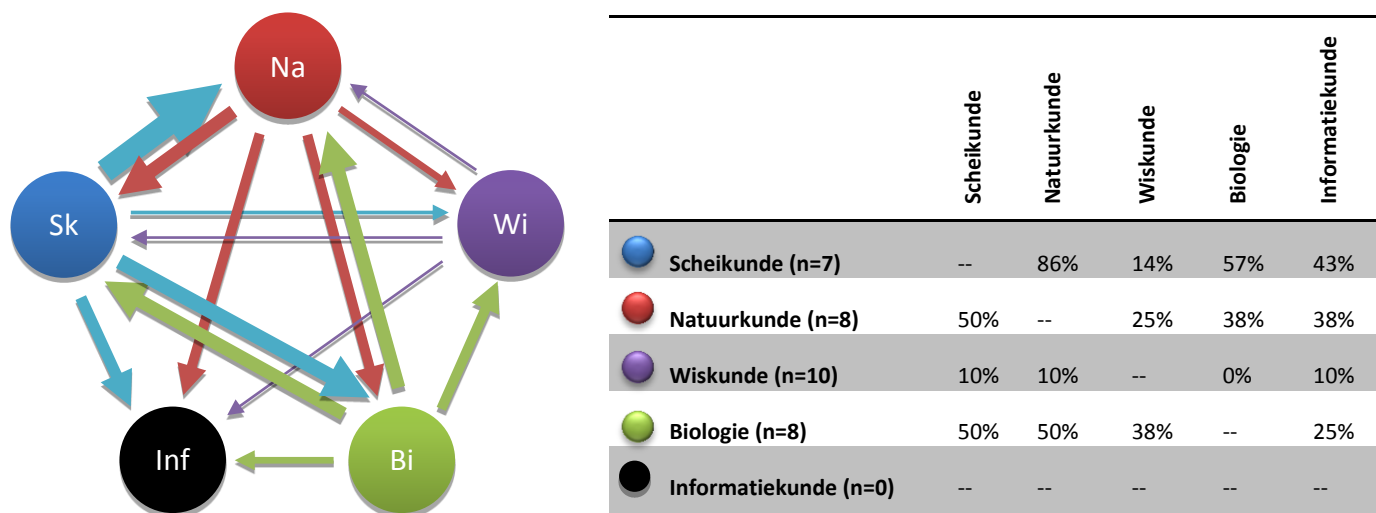 Na
Sk
Wi
Inf
Bi
Scheikunde
Natuurkunde
Wiskunde
Biologie
Informatiekunde
Scheikunde (n=7) -- 86% 14% 57% 43%
Natuurkunde (n=8) 50% -- 25% 38% 38%
Wiskunde (n=10) 10% 10% -- 0% 10%
Biologie (n=8) 50% 50% 38% -- 25%
Informatiekunde (n=0) -- -- -- -- --